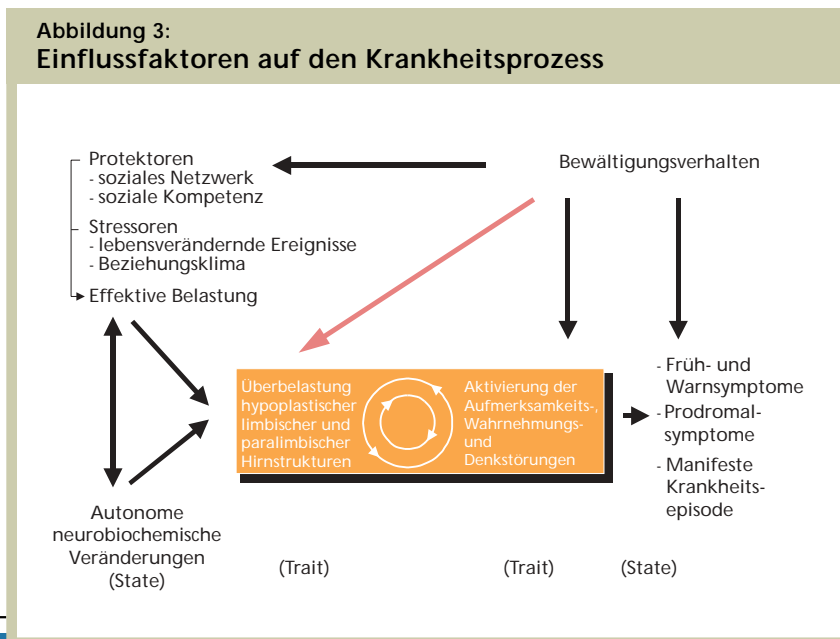 Abbildung 3:
Einflussfaktoren auf den Krankheitsprozess
Protektoren
- soziales Netzwerk
- soziale Kompetenz
Stressoren
- lebensverändernde Ereignisse
- Beziehungsklima
Effektive Belastung
Bewältigungsverhalten
Überbelastung
hypoplastischer
limbischer und
paralimbischer
Hirnstrukturen
Aktivierung der
Aufmerksamkeits-,
Wahrnehmungs-
und
Denkstörungen
- Früh- und
Warnsymptome
- Prodromal-
symptome
- Manifeste
Krankheits-
episode
Autonome
neurobiochemische
Veränderungen
(State)
(Trait)
(Trait)
(State)